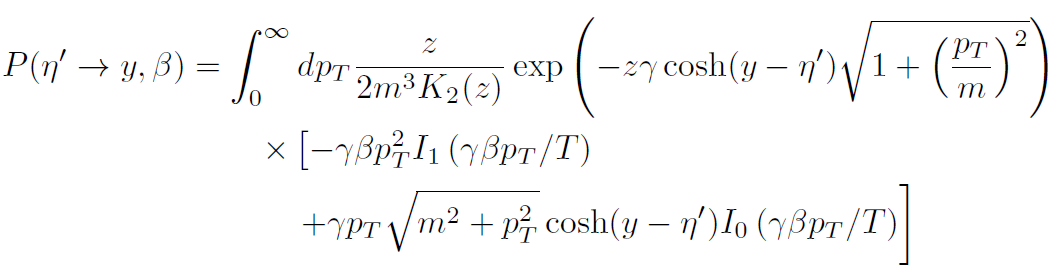 P(η′ → y, β) = ∫₀^∞ dp_T z/(2m³K₂(z)) exp(−zγ cosh(y − η′)√(1 + (p_T/m)²))
× [−γβp_T² I₁ (γβp_T/T)
+γp_T √(m² + p_T²) cosh(y − η′)I₀ (γβp_T/T)]